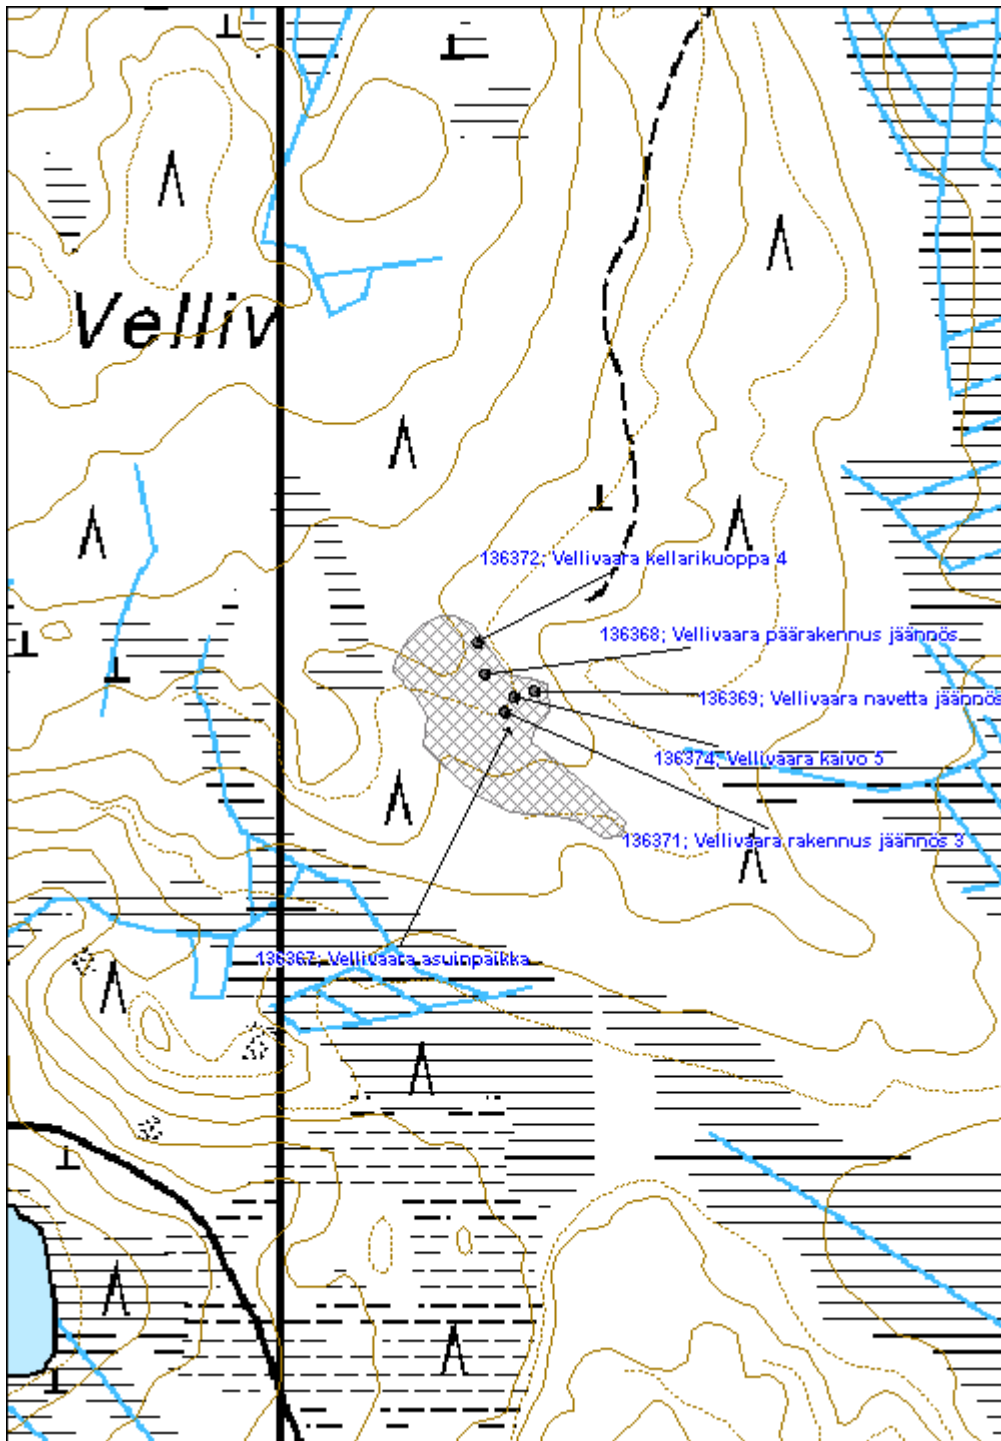 Velliv
136372; Vellivaara kellarikuoppa 4
136368; Vellivaara päärakennus jäännös
136369; Vellivaara navetta jäännös
136374; Vellivaara kaivo 5
136371; Vellivaara rakennus jäännös 3
136367; Vellivaara asuinpaikka